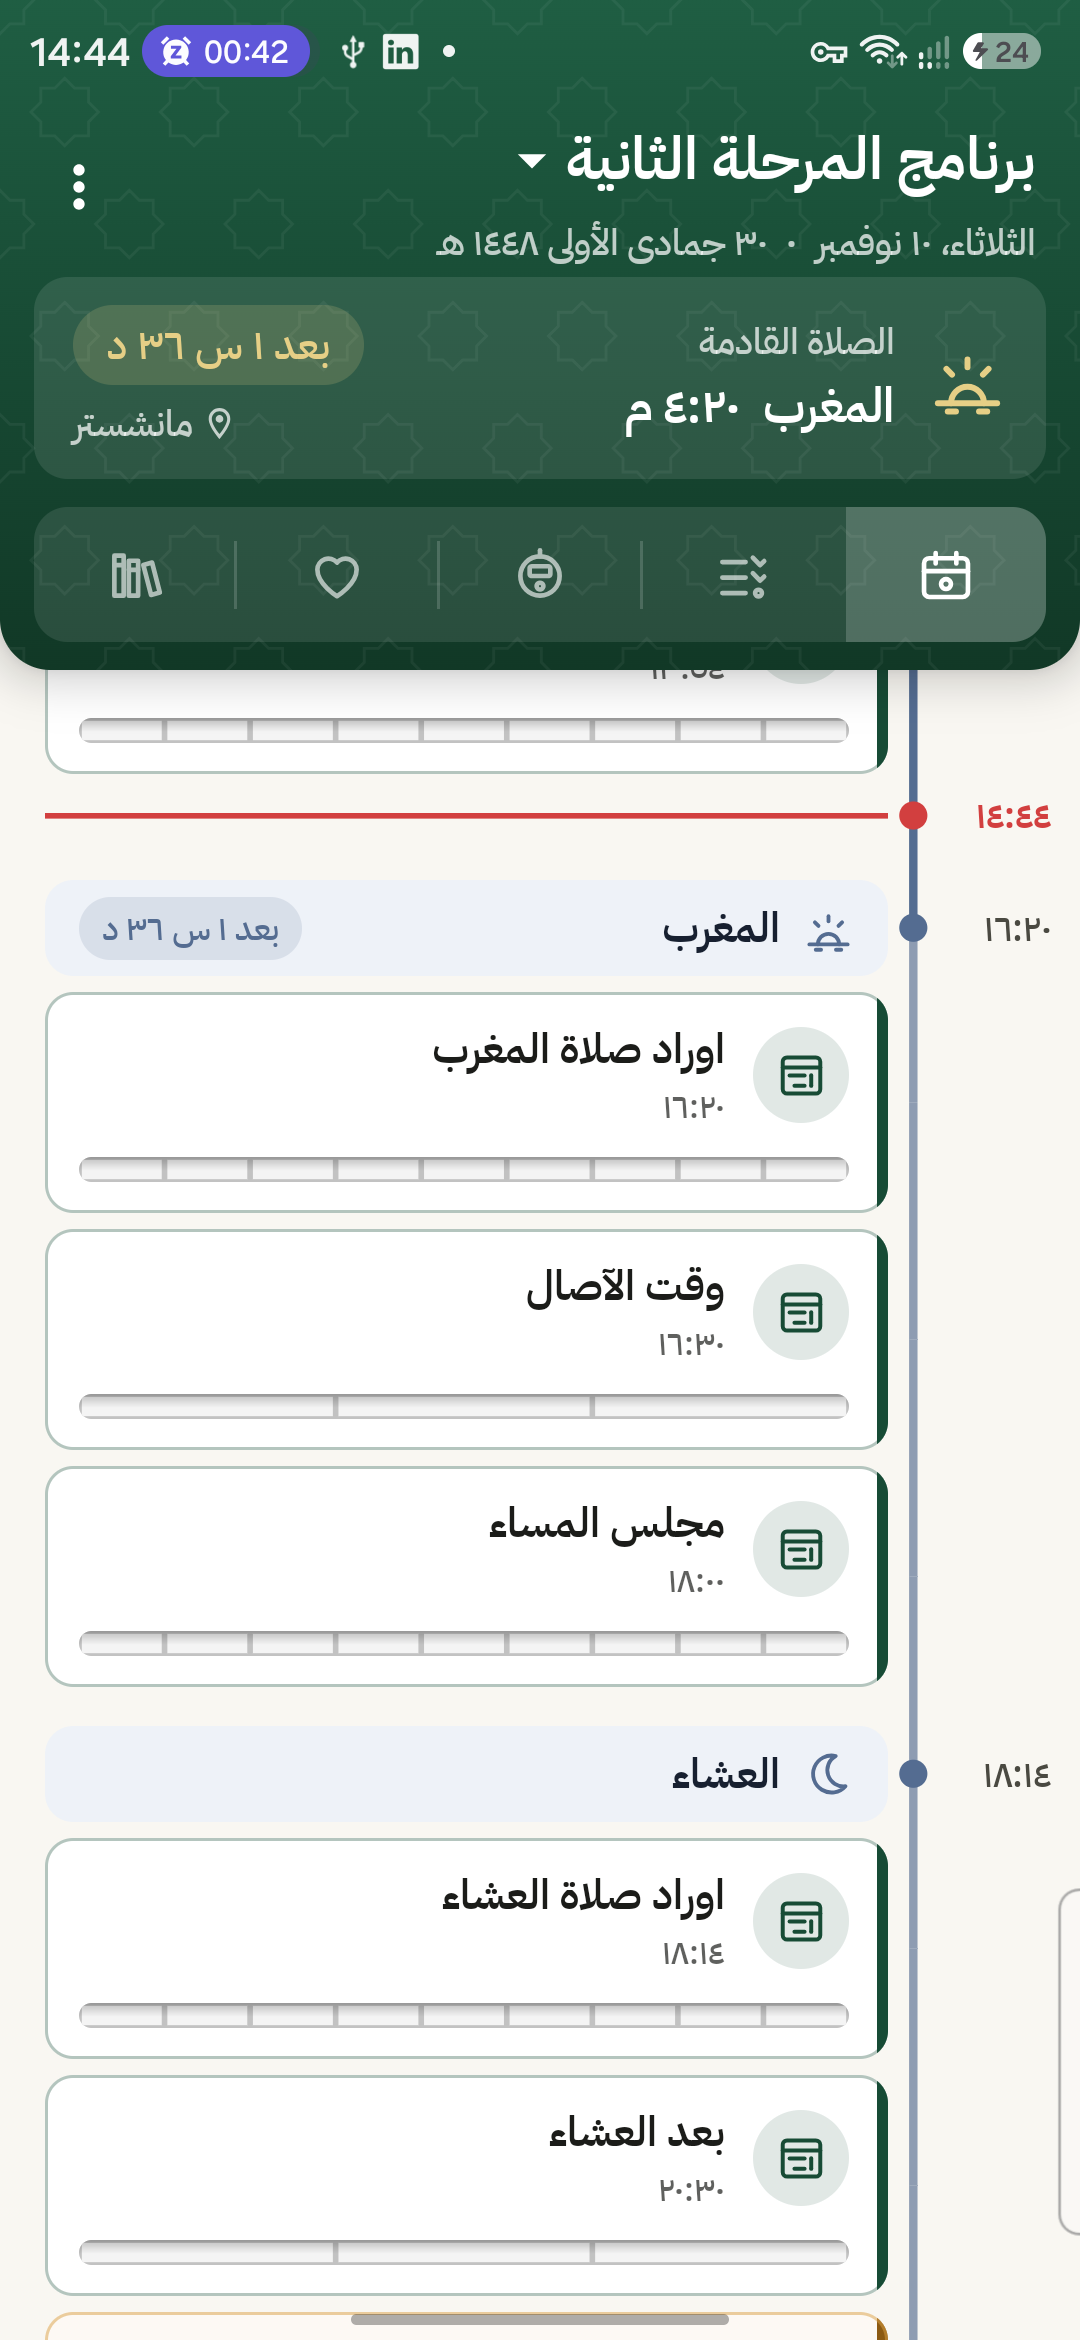 14:44
00:42
in
24
برنامج المرحلة الثانية
الثلاثاء، ١٠ نوفمبر · ٣٠ جمادى الأولى ١٤٤٨ هـ
الصلاة القادمة
المغرب ٤:٢٠ م
بعد ١ س ٣٦ د
مانشستر
١٤:٤٤
١٦:٢٠
المغرب
بعد ١ س ٣٦ د
اوراد صلاة المغرب
١٦:٢٠
وقت الآصال
١٦:٣٠
مجلس المساء
١٨:٠٠
١٨:١٤
العشاء
اوراد صلاة العشاء
١٨:١٤
بعد العشاء
٢٠:٣٠